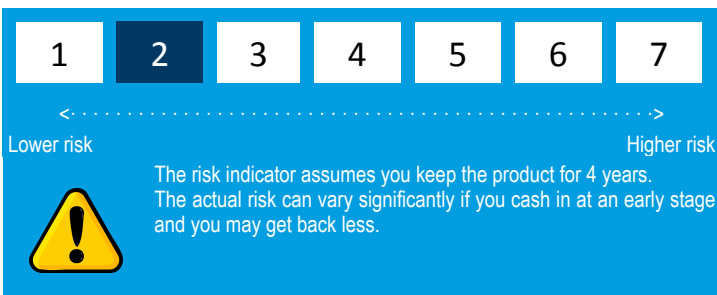 1 2 3 4 5 6 7
<· · · · · · · · · · · · · · · · · · · · · · · · · · · · · · · · · · · · · · · · · · · · · · · · · · · ·>
Lower risk Higher risk
The risk indicator assumes you keep the product for 4 years.
The actual risk can vary significantly if you cash in at an early stage
and you may get back less.